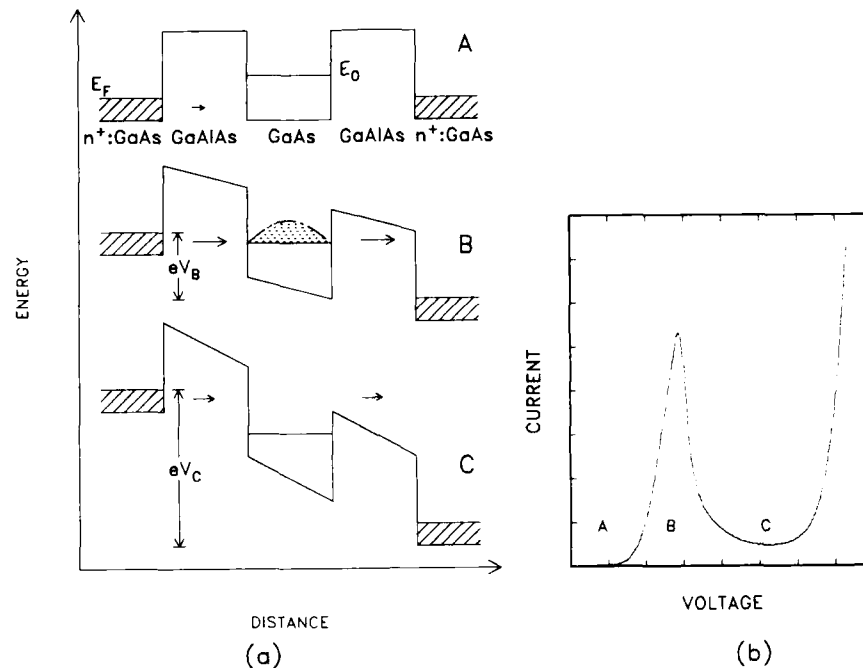 A
E_F
E_0
n⁺:GaAs GaAlAs GaAs GaAlAs n⁺:GaAs
B
eV_B
ENERGY
C
eV_C
DISTANCE
(a)
CURRENT
A B C
VOLTAGE
(b)